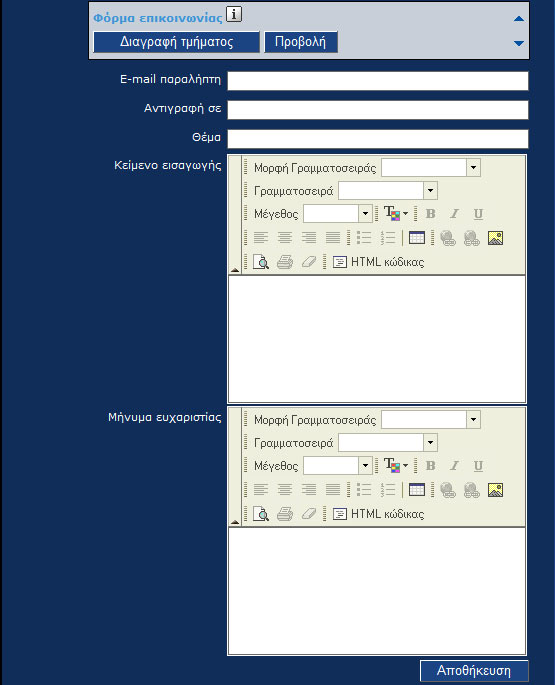 Φόρμα επικοινωνίας i
Διαγραφή τμήματος Προβολή
E-mail παραλήπτη
Αντιγραφή σε
Θέμα
Κείμενο εισαγωγής
Μορφή Γραμματοσειράς
Γραμματοσειρά
Μέγεθος T B I U
HTML κώδικας
Μήνυμα ευχαριστίας
Μορφή Γραμματοσειράς
Γραμματοσειρά
Μέγεθος T B I U
HTML κώδικας
Αποθήκευση